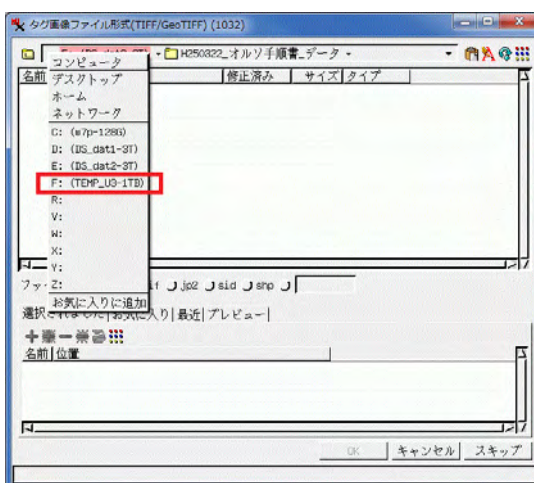 タグ画像ファイル形式(TIFF/GeoTIFF) (1032)
H250322_オルソ手順書_データ
名前 修正済み サイズ タイプ
コンピュータ
デスクトップ
ホーム
ネットワーク
C: (w7p-128G)
D: (DS_dat1-3T)
E: (DS_dat2-3T)
F: (TEMP_U3-1TB)
R:
V:
W:
X:
Y:
Z:
お気に入りに追加
.jp2 sid shp
選択されました お気に入り 最近 プレビュー
名前 位置
OK キャンセル スキップ